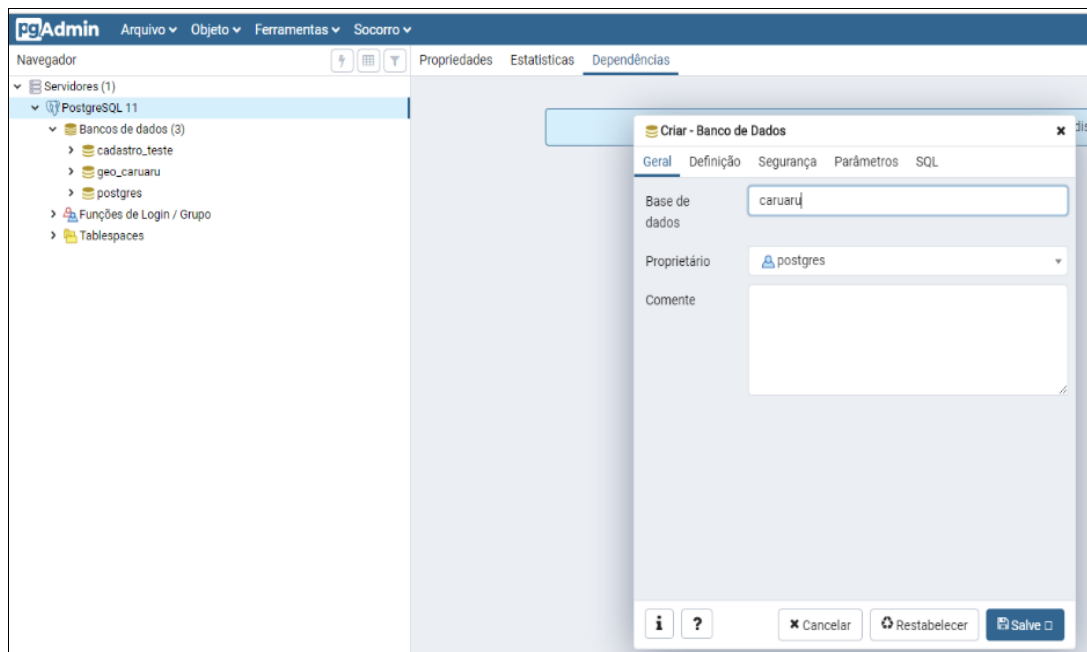 pgAdmin Arquivo Objeto Ferramentas Socorro
Navegador
Propriedades Estatisticas Dependências
Servidores (1)
PostgreSQL 11
Bancos de dados (3)
cadastro_teste
geo_caruaru
postgres
Funções de Login / Grupo
Tablespaces
Criar - Banco de Dados
Geral Definição Segurança Parâmetros SQL
Base de
dados
caruaru
Proprietário
postgres
Comente
i ? Cancelar Restabelecer Salve